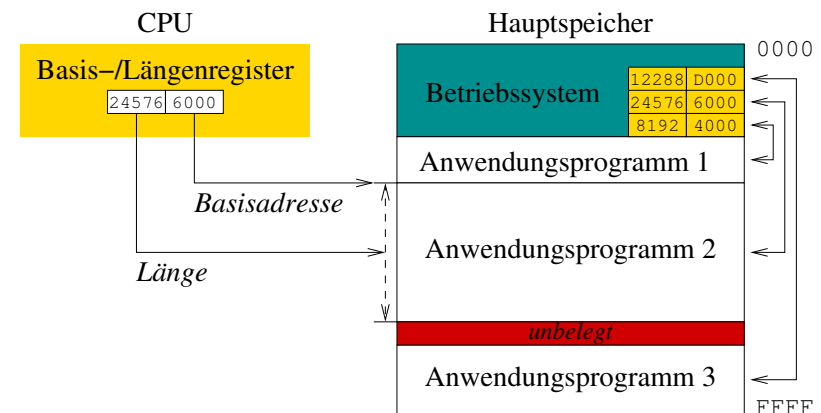 CPU
Hauptspeicher
0000
Basis–/Längenregister
24576 6000
Betriebssystem
12288 D000
24576 6000
8192 4000
Anwendungsprogramm 1
Basisadresse
Anwendungsprogramm 2
Länge
unbelegt
Anwendungsprogramm 3
FFFF